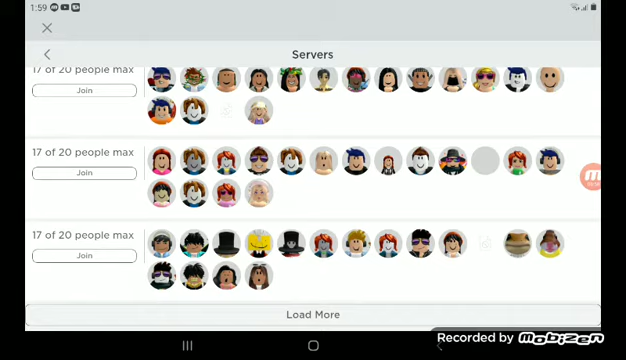 1:59
Servers
17 of 20 people max
Join
17 of 20 people max
Join
17 of 20 people max
Join
Load More
Recorded by
MOBIZEN